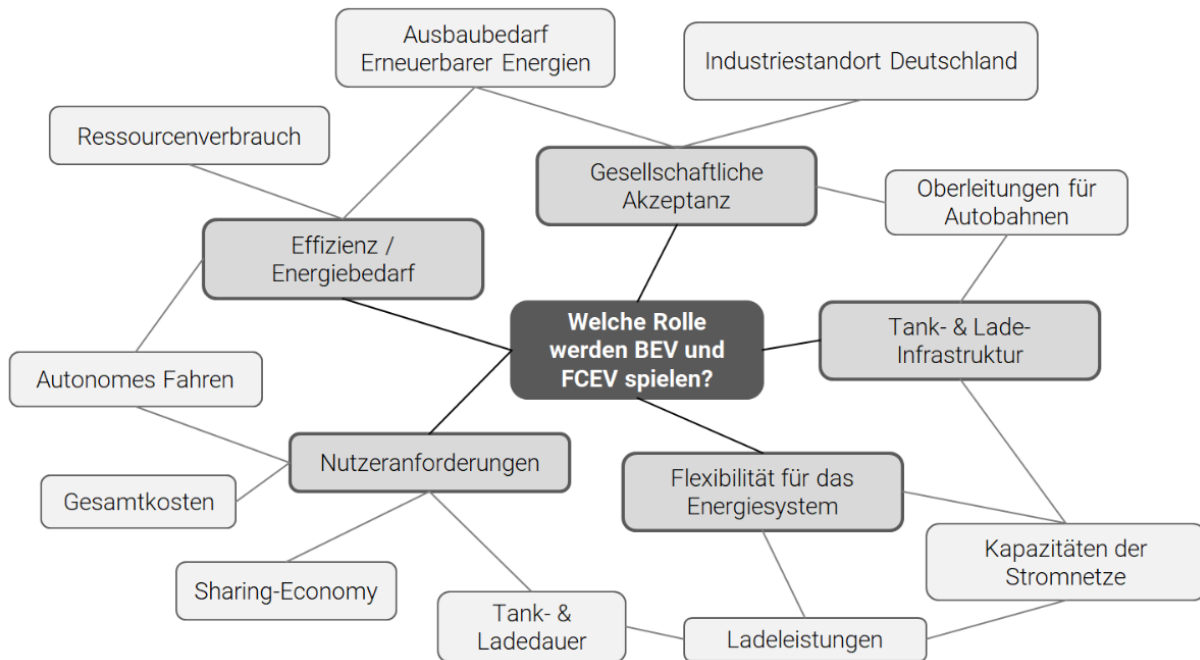 Ausbaubedarf
Erneuerbarer Energien
Industriestandort Deutschland
Ressourcenverbrauch
Gesellschaftliche
Akzeptanz
Oberleitungen für
Autobahnen
Effizienz /
Energiebedarf
Welche Rolle
werden BEV und
FCEV spielen?
Tank- & Lade-
Infrastruktur
Autonomes Fahren
Nutzeranforderungen
Flexibilität für das
Energiesystem
Gesamtkosten
Kapazitäten der
Stromnetze
Sharing-Economy
Tank- &
Ladedauer
Ladeleistungen